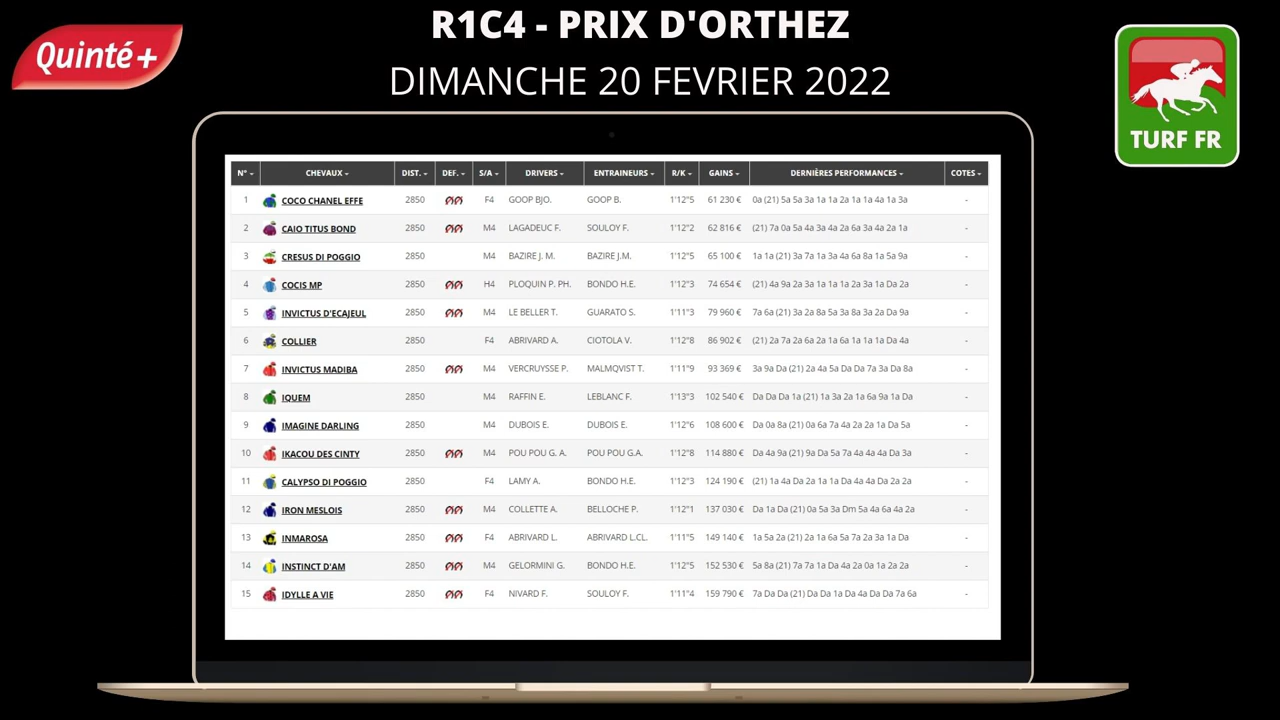 R1C4 - PRIX D'ORTHEZ
Quinté+
DIMANCHE 20 FEVRIER 2022
TURF FR
N° CHEVAUX DIST. DEF. S/A DRIVERS ENTRAINEURS R/K GAINS DERNIÈRES PERFORMANCES COTES
1 COCO CHANEL EFFE 2850 F4 GOOP BJO. GOOP B. 1'12"5 61 230 € 0a (21) 5a 5a 3a 1a 1a 2a 1a 1a 4a 1a 3a -
2 CAIO TITUS BOND 2850 M4 LAGADEUC F. SOULOY F. 1'12"2 62 816 € (21) 7a 0a 5a 4a 3a 4a 2a 6a 3a 4a 2a 1a -
3 CRESUS DI POGGIO 2850 M4 BAZIRE J. M. BAZIRE J.M. 1'12"5 65 100 € 1a 1a (21) 3a 7a 1a 3a 4a 6a 8a 1a 5a 9a -
4 COCIS MP 2850 H4 PLOQUIN P. PH. BONDO H.E. 1'12"3 74 654 € (21) 4a 9a 2a 3a 1a 1a 1a 2a 3a 1a Da 2a -
5 INVICTUS D'ECAJEUL 2850 M4 LE BELLER T. GUARATO S. 1'11"3 79 960 € 7a 6a (21) 3a 2a 8a 5a 3a 8a 3a 2a Da 9a -
6 COLLIER 2850 F4 ABRIVARD A. CIOTOLA V. 1'12"8 86 902 € (21) 2a 7a 2a 6a 2a 1a 6a 1a 1a 1a Da 4a -
7 INVICTUS MADIBA 2850 M4 VERCRUYSSE P. MALMQVIST T. 1'11"9 93 369 € 3a 9a Da (21) 2a 4a 5a Da Da 7a 3a Da 8a -
8 IQUEM 2850 M4 RAFFIN E. LEBLANC F. 1'13"3 102 540 € Da Da Da 1a (21) 1a 3a 2a 1a 6a 9a 1a Da -
9 IMAGINE DARLING 2850 M4 DUBOIS E. DUBOIS E. 1'12"6 108 600 € Da 0a 8a (21) 0a 6a 7a 4a 2a 2a 1a Da 5a -
10 IKACOU DES CINTY 2850 M4 POU POU G. A. POU POU G.A. 1'12"8 114 880 € Da 4a 9a (21) 9a Da 5a 7a 4a 4a 4a Da 3a -
11 CALYPSO DI POGGIO 2850 F4 LAMY A. BONDO H.E. 1'12"3 124 190 € (21) 1a 4a Da 2a 1a 1a Da 4a 4a Da 2a 2a -
12 IRON MESLOIS 2850 M4 COLLETTE A. BELLOCHE P. 1'12"1 137 030 € Da 1a Da (21) 0a 5a 3a Dm 5a 4a 6a 4a 2a -
13 INMAROSA 2850 F4 ABRIVARD L. ABRIVARD L.CL. 1'11"5 149 140 € 1a 5a 2a (21) 2a 1a 6a 5a 7a 2a 3a 1a Da -
14 INSTINCT D'AM 2850 M4 GELORMINI G. BONDO H.E. 1'12"5 152 530 € 5a 8a (21) 7a 7a 1a Da 4a 2a 0a 1a 2a 2a -
15 IDYLLE A VIE 2850 F4 NIVARD F. SOULOY F. 1'11"4 159 790 € 7a Da Da (21) Da Da 1a Da 4a Da Da 7a 6a -